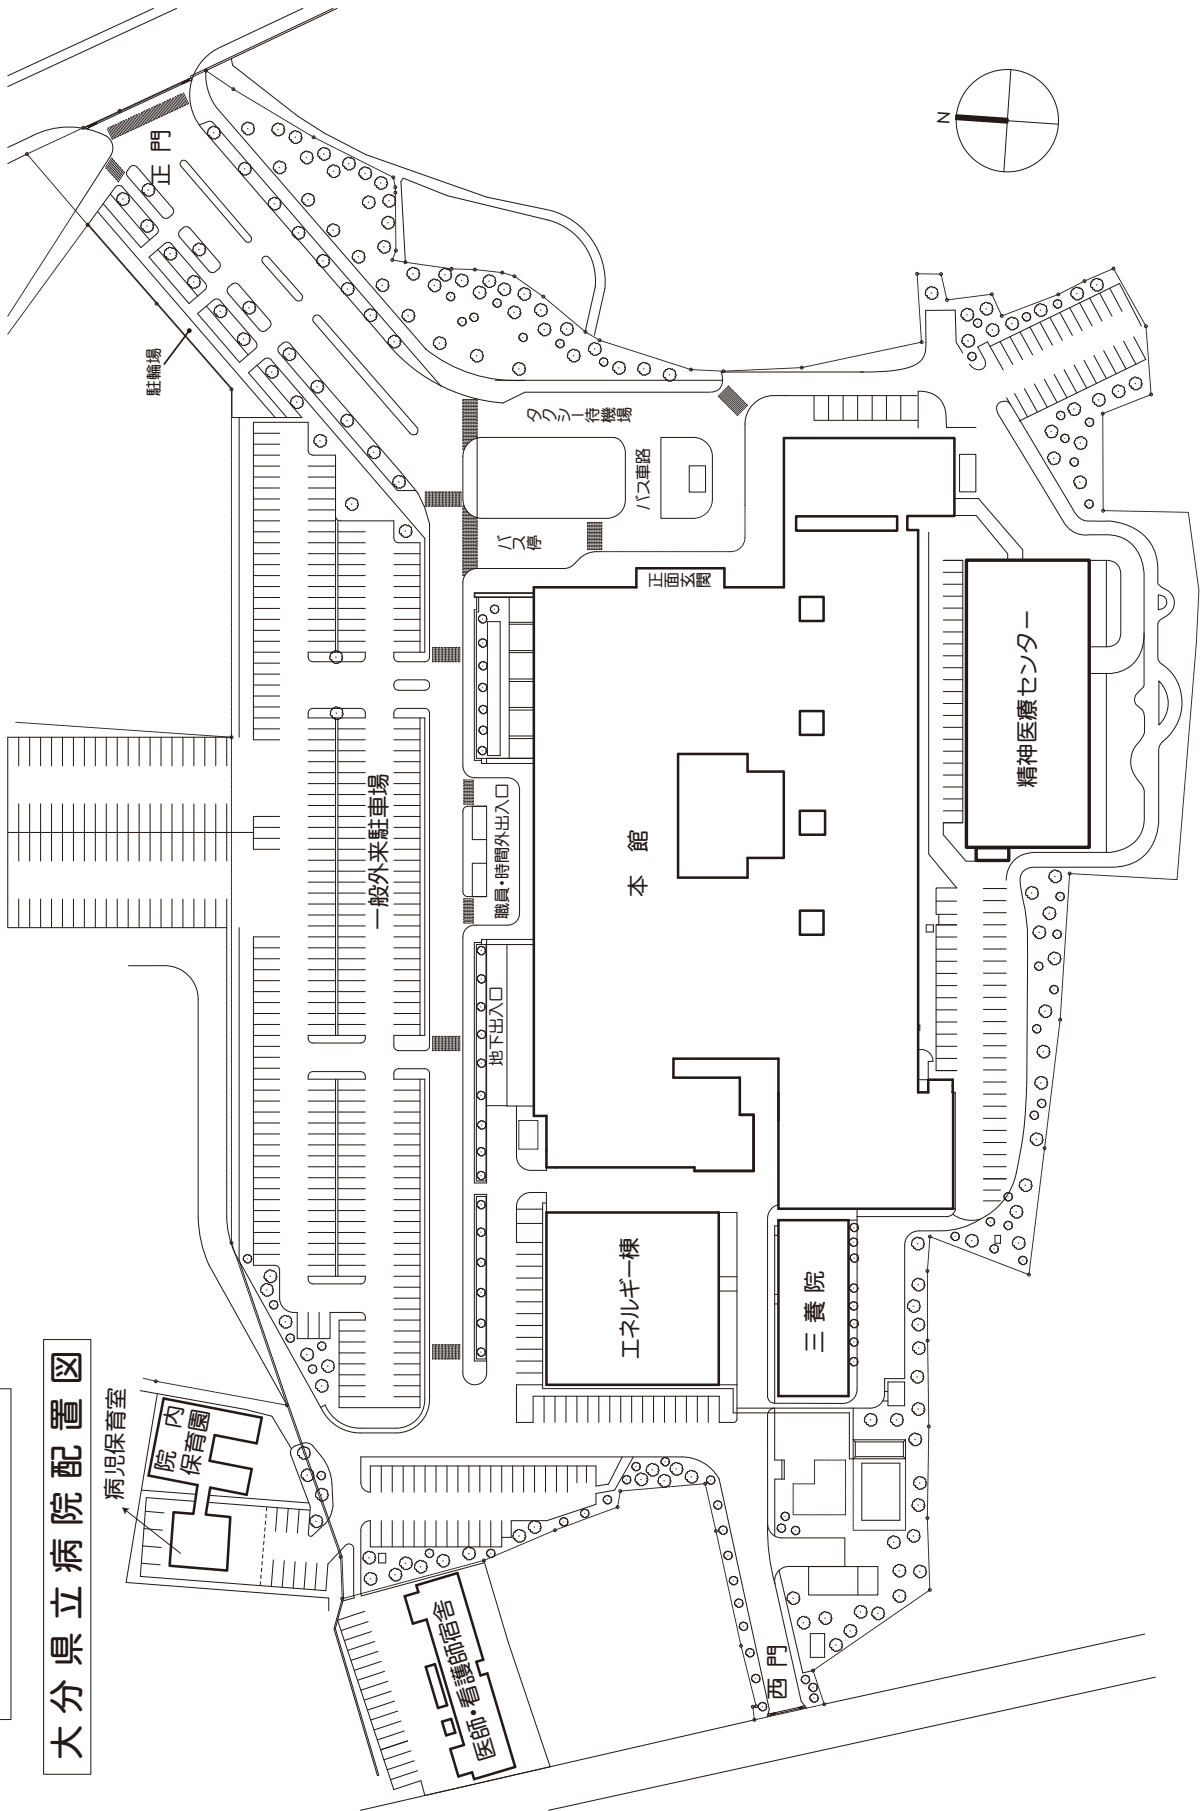 大分県立病院配置図
N
正門
駐輪場
タクシー待機場
バス車路
バス停
正面玄関
一般外来駐車場
職員・時間外出入口
地下出入口
本館
精神医療センター
エネルギー棟
三養院
院内
保育園
病児保育室
医師・看護師宿舎
西門